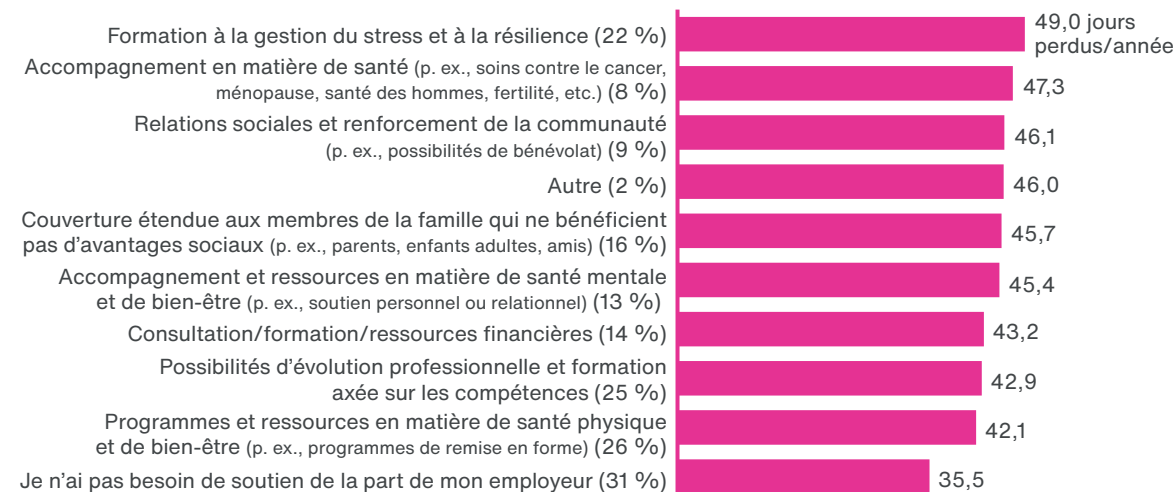 Formation à la gestion du stress et à la résilience (22 %)
49,0 jours
perdus/année
Accompagnement en matière de santé (p. ex., soins contre le cancer,
ménopause, santé des hommes, fertilité, etc.) (8 %)
47,3
Relations sociales et renforcement de la communauté
(p. ex., possibilités de bénévolat) (9 %)
46,1
Autre (2 %)
46,0
Couverture étendue aux membres de la famille qui ne bénéficient
pas d'avantages sociaux (p. ex., parents, enfants adultes, amis) (16 %)
45,7
Accompagnement et ressources en matière de santé mentale
et de bien-être (p. ex., soutien personnel ou relationnel) (13 %)
45,4
Consultation/formation/ressources financières (14 %)
43,2
Possibilités d'évolution professionnelle et formation
axée sur les compétences (25 %)
42,9
Programmes et ressources en matière de santé physique
et de bien-être (p. ex., programmes de remise en forme) (26 %)
42,1
Je n'ai pas besoin de soutien de la part de mon employeur (31 %)
35,5